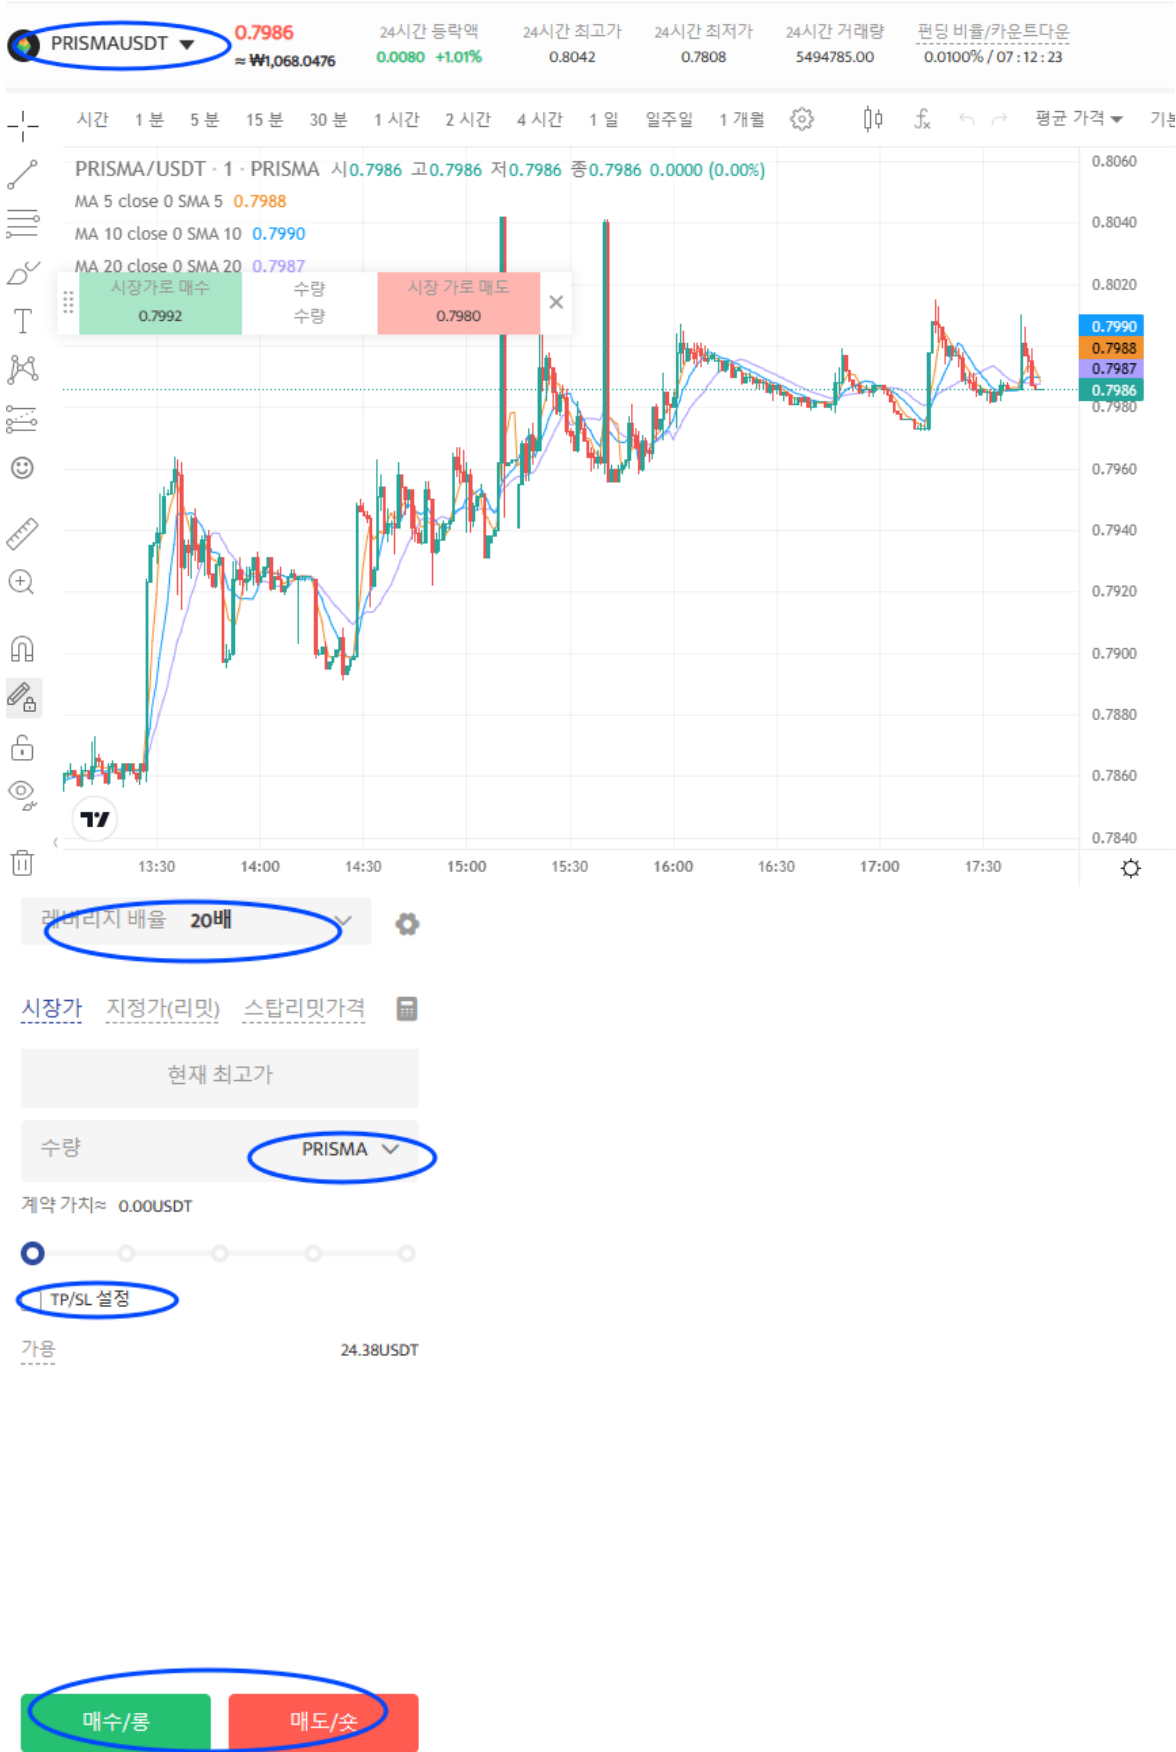 PRISMAUSDT
0.7986
≈ ₩1,068.0476
24시간 등락액
0.0080 +1.01%
24시간 최고가
0.8042
24시간 최저가
0.7808
24시간 거래량
5494785.00
펀딩 비율/카운트다운
0.0100% / 07 : 12 : 23
시간 1 분 5 분 15 분 30 분 1 시간 2 시간 4 시간 1 일 일주일 1 개월 평균 가격 기본
PRISMA/USDT · 1 · PRISMA 시0.7986 고0.7986 저0.7986 종0.7986 0.0000 (0.00%)
MA 5 close 0 SMA 5 0.7988
MA 10 close 0 SMA 10 0.7990
MA 20 close 0 SMA 20 0.7987
시장가로 매수
0.7992
수량
수량
시장 가로 매도
0.7980
0.8060
0.8040
0.8020
0.7990
0.7988
0.7987
0.7986
0.7980
0.7960
0.7940
0.7920
0.7900
0.7880
0.7860
0.7840
13:30 14:00 14:30 15:00 15:30 16:00 16:30 17:00 17:30
레버리지 배율 20배
시장가 지정가(리밋) 스탑리밋가격
현재 최고가
수량 PRISMA
계약 가치≈ 0.00USDT
TP/SL 설정
가용 24.38USDT
매수/롱 매도/숏